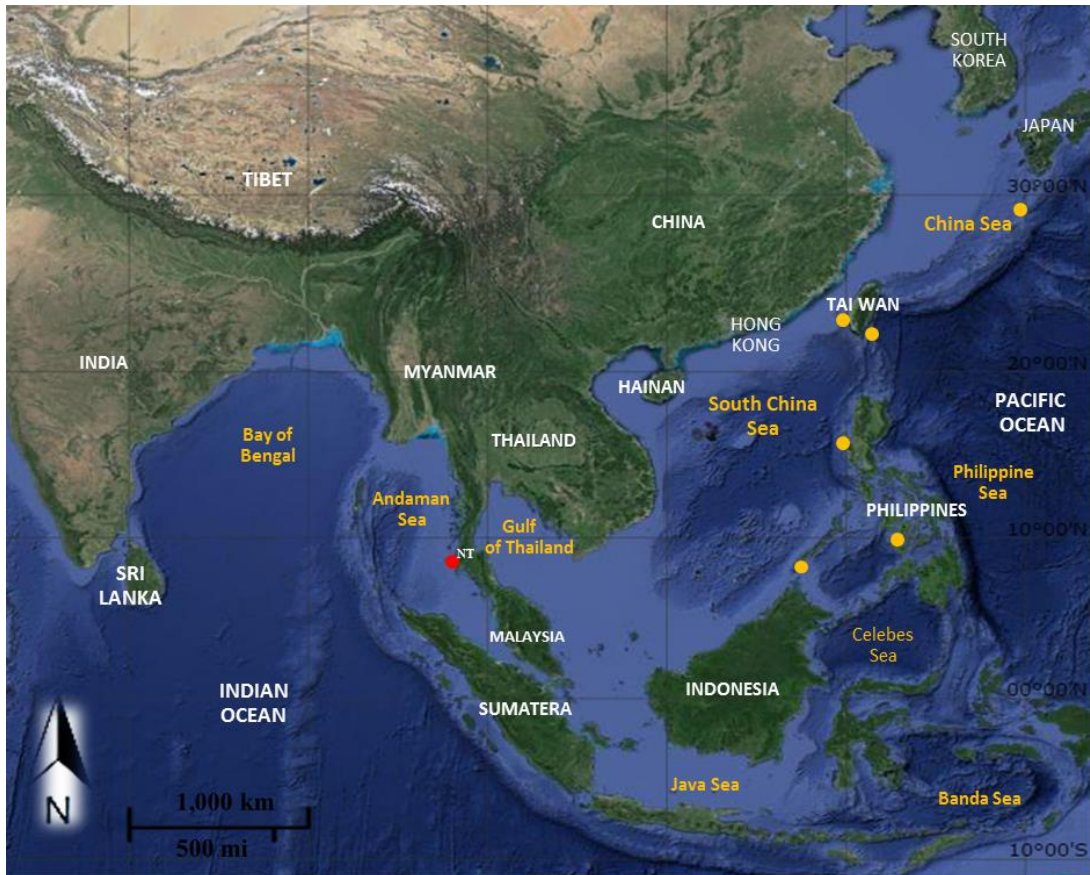 SOUTH
KOREA
JAPAN
TIBET
30°00'N
CHINA
China Sea
TAI WAN
HONG
KONG
INDIA
MYANMAR
HAINAN
20°00'N
South China
Sea
PACIFIC
OCEAN
Bay of
Bengal
THAILAND
Philippine
Sea
Andaman
Sea
Gulf
of Thailand
PHILIPPINES
10°00'N
NT
SRI
LANKA
MALAYSIA
Celebes
Sea
INDIAN
OCEAN
INDONESIA
SUMATERA
00°00'N
Java Sea
Banda Sea
N
1,000 km
500 mi
10°00'S